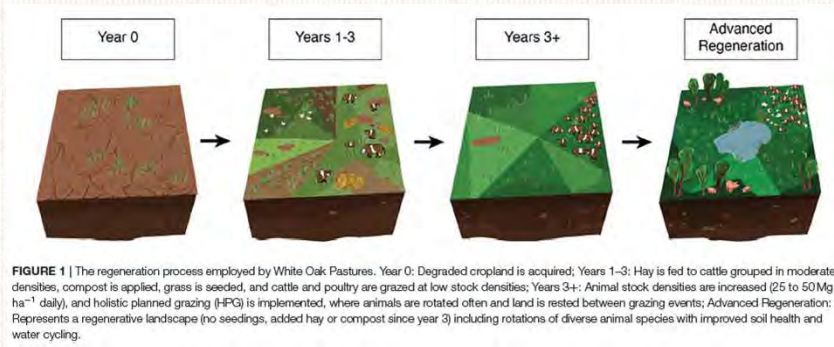 Year 0
Years 1-3
Years 3+
Advanced
Regeneration
FIGURE 1 | The regeneration process employed by White Oak Pastures. Year 0: Degraded cropland is acquired; Years 1–3: Hay is fed to cattle grouped in moderate
densities, compost is applied, grass is seeded, and cattle and poultry are grazed at low stock densities; Years 3+: Animal stock densities are increased (25 to 50 Mg
ha⁻¹ daily), and holistic planned grazing (HPG) is implemented, where animals are rotated often and land is rested between grazing events; Advanced Regeneration:
Represents a regenerative landscape (no seedings, added hay or compost since year 3) including rotations of diverse animal species with improved soil health and
water cycling.